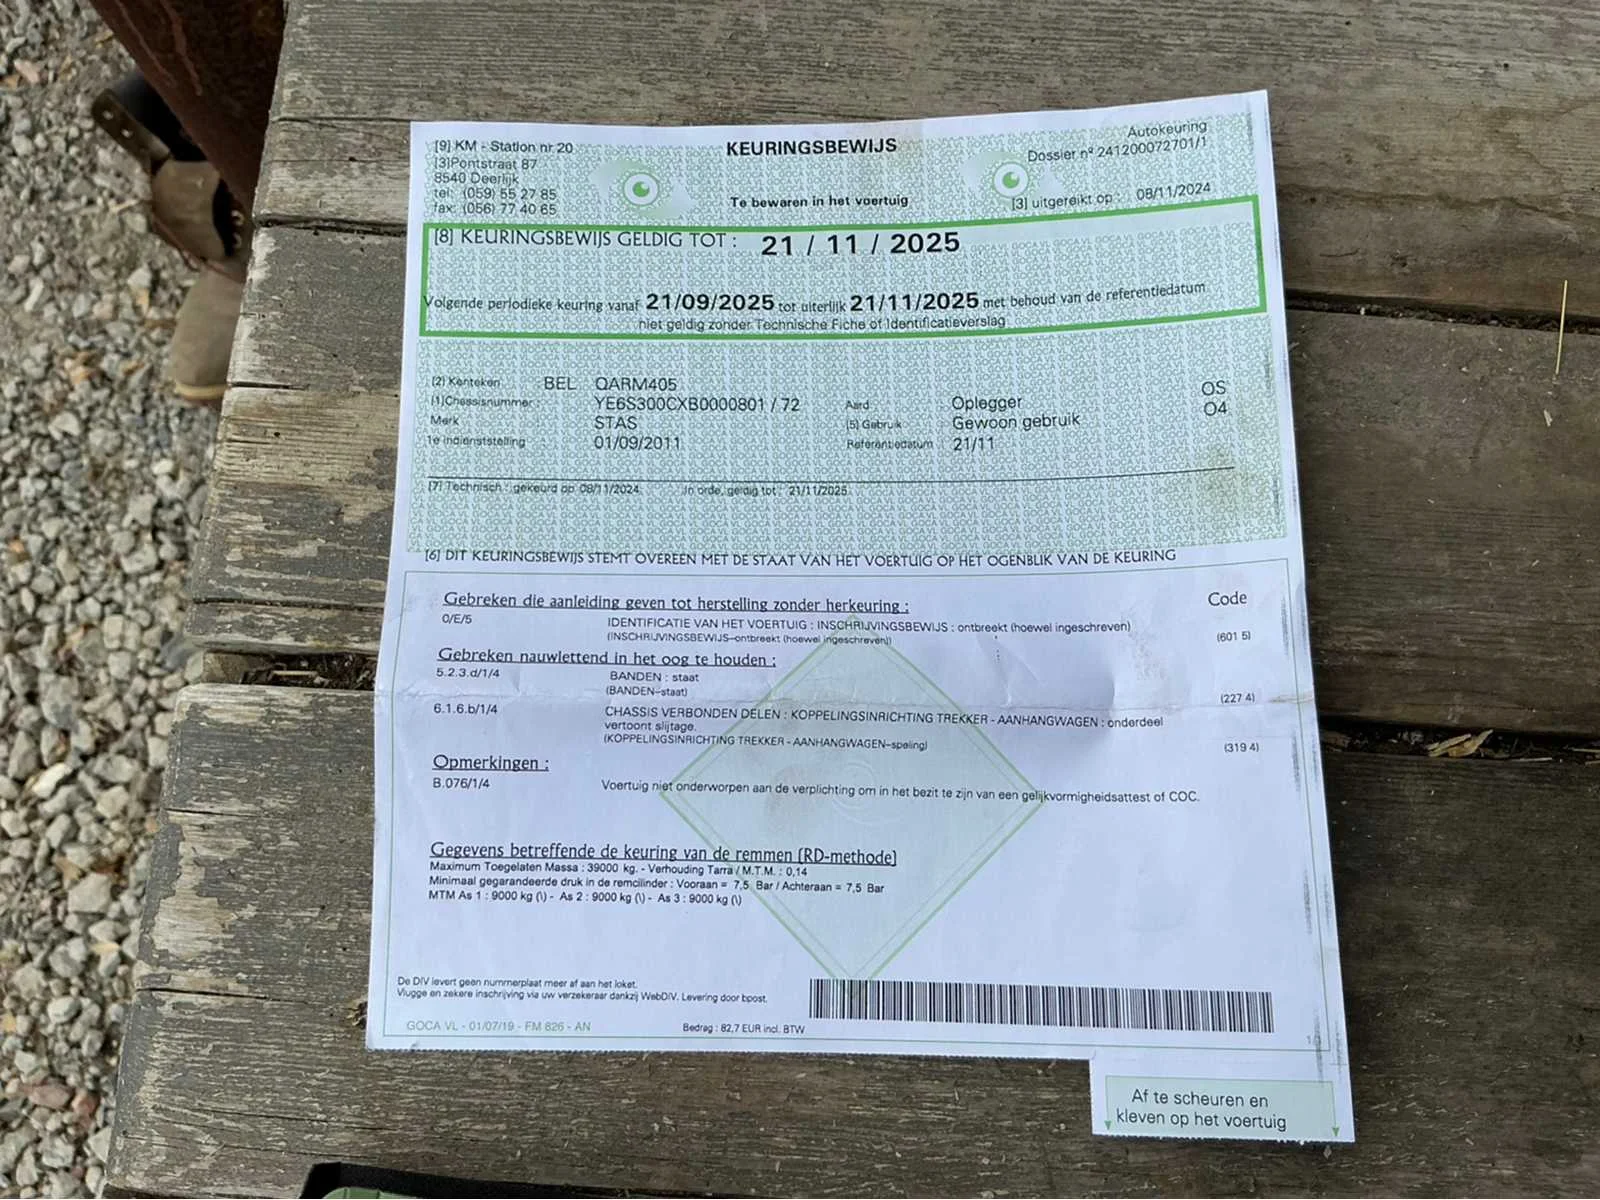 [9] KM - Station nr 20
[3]Pontstraat 87
8540 Deerlijk
tel: (059) 55 27 85
fax: (056) 77 40 65
KEURINGSBEWIJS
Te bewaren in het voertuig
Autokeuring
Dossier nº 241200072701/1
[3] uitgereikt op 08/11/2024
[8] KEURINGSBEWIJS GELDIG TOT : 21 / 11 / 2025
Volgende periodieke keuring vanaf 21/09/2025 tot uiterlijk 21/11/2025 met behoud van de referentiedatum
niet geldig zonder Technische Fiche of Identificatieverslag
[2] Kenteken BEL QARM405
[1]Chassisnummer : YE6S300CXB0000801 / 72
Merk STAS
1e indienststelling : 01/09/2011
Aard : Oplegger OS
[5] Gebruik : Gewoon gebruik O4
Referentiedatum : 21/11
[7] Technisch : gekeurd op 08/11/2024 In orde, geldig tot : 21/11/2025
[6] DIT KEURINGSBEWIJS STEMT OVEREEN MET DE STAAT VAN HET VOERTUIG OP HET OGENBLIK VAN DE KEURING
Gebreken die aanleiding geven tot herstelling zonder herkeuring : Code
0/E/5 IDENTIFICATIE VAN HET VOERTUIG : INSCHRIJVINGSBEWIJS : ontbreekt (hoewel ingeschreven)
(INSCHRIJVINGSBEWIJS-ontbreekt (hoewel ingeschreven)) (601 5)
Gebreken nauwlettend in het oog te houden :
5.2.3.d/1/4 BANDEN : staat
(BANDEN-staat) (227 4)
6.1.6.b/1/4 CHASSIS VERBONDEN DELEN : KOPPELINGSINRICHTING TREKKER - AANHANGWAGEN : onderdeel
vertoont slijtage.
(KOPPELINGSINRICHTING TREKKER - AANHANGWAGEN-speling) (319 4)
Opmerkingen :
B.076/1/4 Voertuig niet onderworpen aan de verplichting om in het bezit te zijn van een gelijkvormigheidsattest of COC.
Gegevens betreffende de keuring van de remmen [RD-methode]
Maximum Toegelaten Massa : 39000 kg. - Verhouding Tarra / M.T.M. : 0,14
Minimaal gegarandeerde druk in de remcilinder : Vooraan = 7,5 Bar / Achteraan = 7,5 Bar
MTM As 1 : 9000 kg (\) - As 2 : 9000 kg (\) - As 3 : 9000 kg (\)
De DIV levert geen nummerplaat meer af aan het loket.
Vlugge en zekere inschrijving via uw verzekeraar dankzij WebDIV. Levering door bpost.
GOCA VL - 01/07/19 - FM 826 - AN
Bedrag : 82,7 EUR incl. BTW
Af te scheuren en
kleven op het voertuig